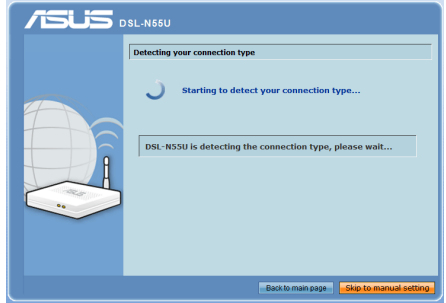 ASUS DSL-N55U
Detecting your connection type
Starting to detect your connection type...
DSL-N55U is detecting the connection type, please wait...
Back to main page Skip to manual setting